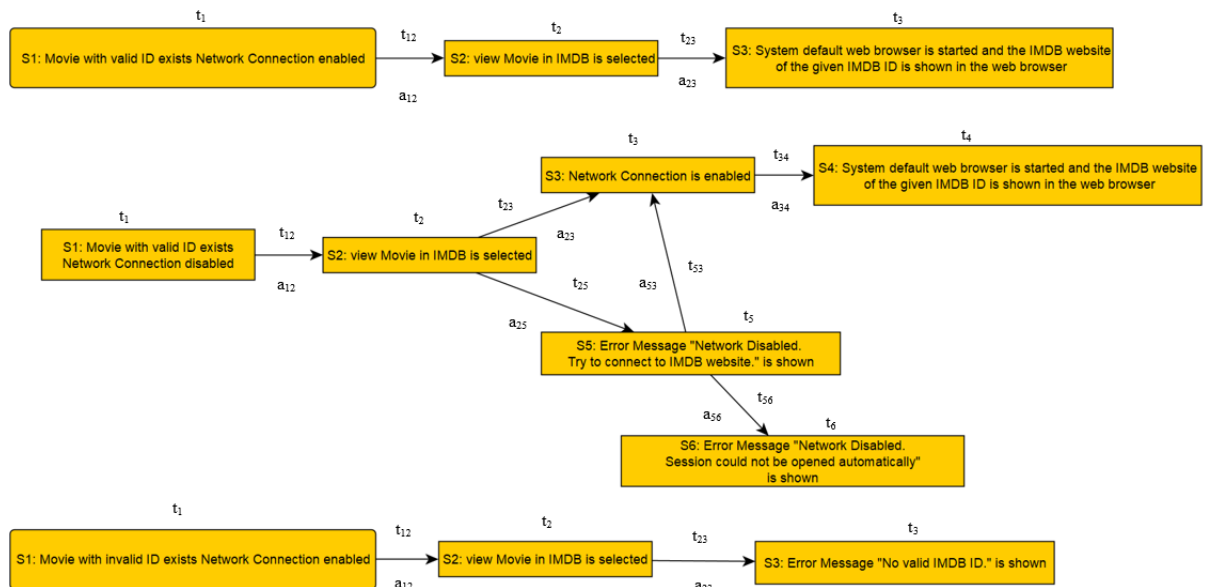 t1
t12
t2
t23
t3
S1: Movie with valid ID exists Network Connection enabled
S2: view Movie in IMDB is selected
S3: System default web browser is started and the IMDB website
of the given IMDB ID is shown in the web browser
a12
a23
t3
t34
t4
S3: Network Connection is enabled
S4: System default web browser is started and the IMDB website
of the given IMDB ID is shown in the web browser
a34
t1
t12
t2
t23
a23
S1: Movie with valid ID exists
Network Connection disabled
S2: view Movie in IMDB is selected
a12
t25
a25
a53
t53
t5
S5: Error Message "Network Disabled.
Try to connect to IMDB website." is shown
a56
t56
t6
S6: Error Message "Network Disabled.
Session could not be opened automatically"
is shown
t1
t12
t2
t23
t3
S1: Movie with invalid ID exists Network Connection enabled
S2: view Movie in IMDB is selected
S3: Error Message "No valid IMDB ID." is shown
a12
a23